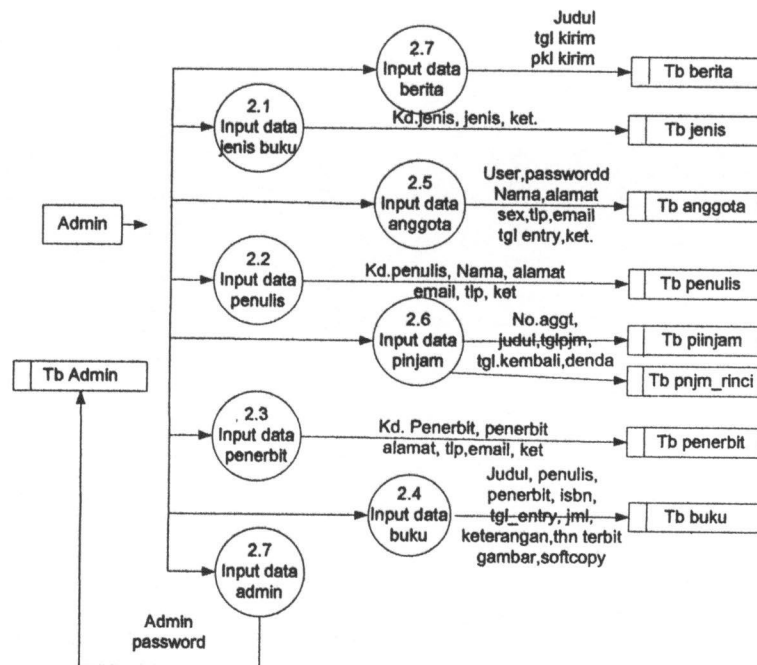 Judul
tgl kirim
pkl kirim
2.7
Input data
berita
Tb berita
2.1
Input data
jenis buku
Kd.jenis, jenis, ket.
Tb jenis
2.5
Input data
anggota
User,passwordd
Nama,alamat
sex,tlp,email
tgl entry,ket.
Tb anggota
Admin
2.2
Input data
penulis
Kd.penulis, Nama, alamat
email, tlp, ket
Tb penulis
2.6
Input data
pinjam
No.aggt,
judul,tglpjm,
tgl.kembali,denda
Tb piinjam
Tb pnjm_rinci
Tb Admin
2.3
Input data
penerbit
Kd. Penerbit, penerbit
alamat, tlp,email, ket
Tb penerbit
2.4
Input data
buku
Judul, penulis,
penerbit, isbn,
tgl_entry, jml,
keterangan,thn terbit
gambar,softcopy
Tb buku
2.7
Input data
admin
Admin
password